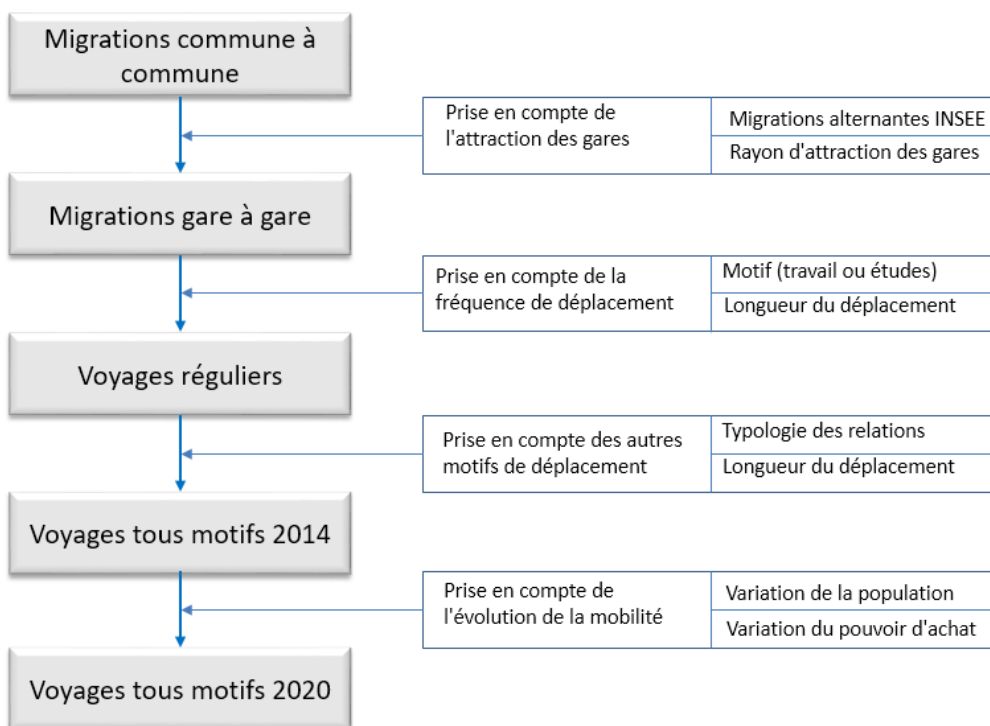 Migrations commune à
commune
Prise en compte de
l'attraction des gares
Migrations alternantes INSEE
Rayon d'attraction des gares
Migrations gare à gare
Prise en compte de la
fréquence de déplacement
Motif (travail ou études)
Longueur du déplacement
Voyages réguliers
Prise en compte des autres
motifs de déplacement
Typologie des relations
Longueur du déplacement
Voyages tous motifs 2014
Prise en compte de
l'évolution de la mobilité
Variation de la population
Variation du pouvoir d'achat
Voyages tous motifs 2020